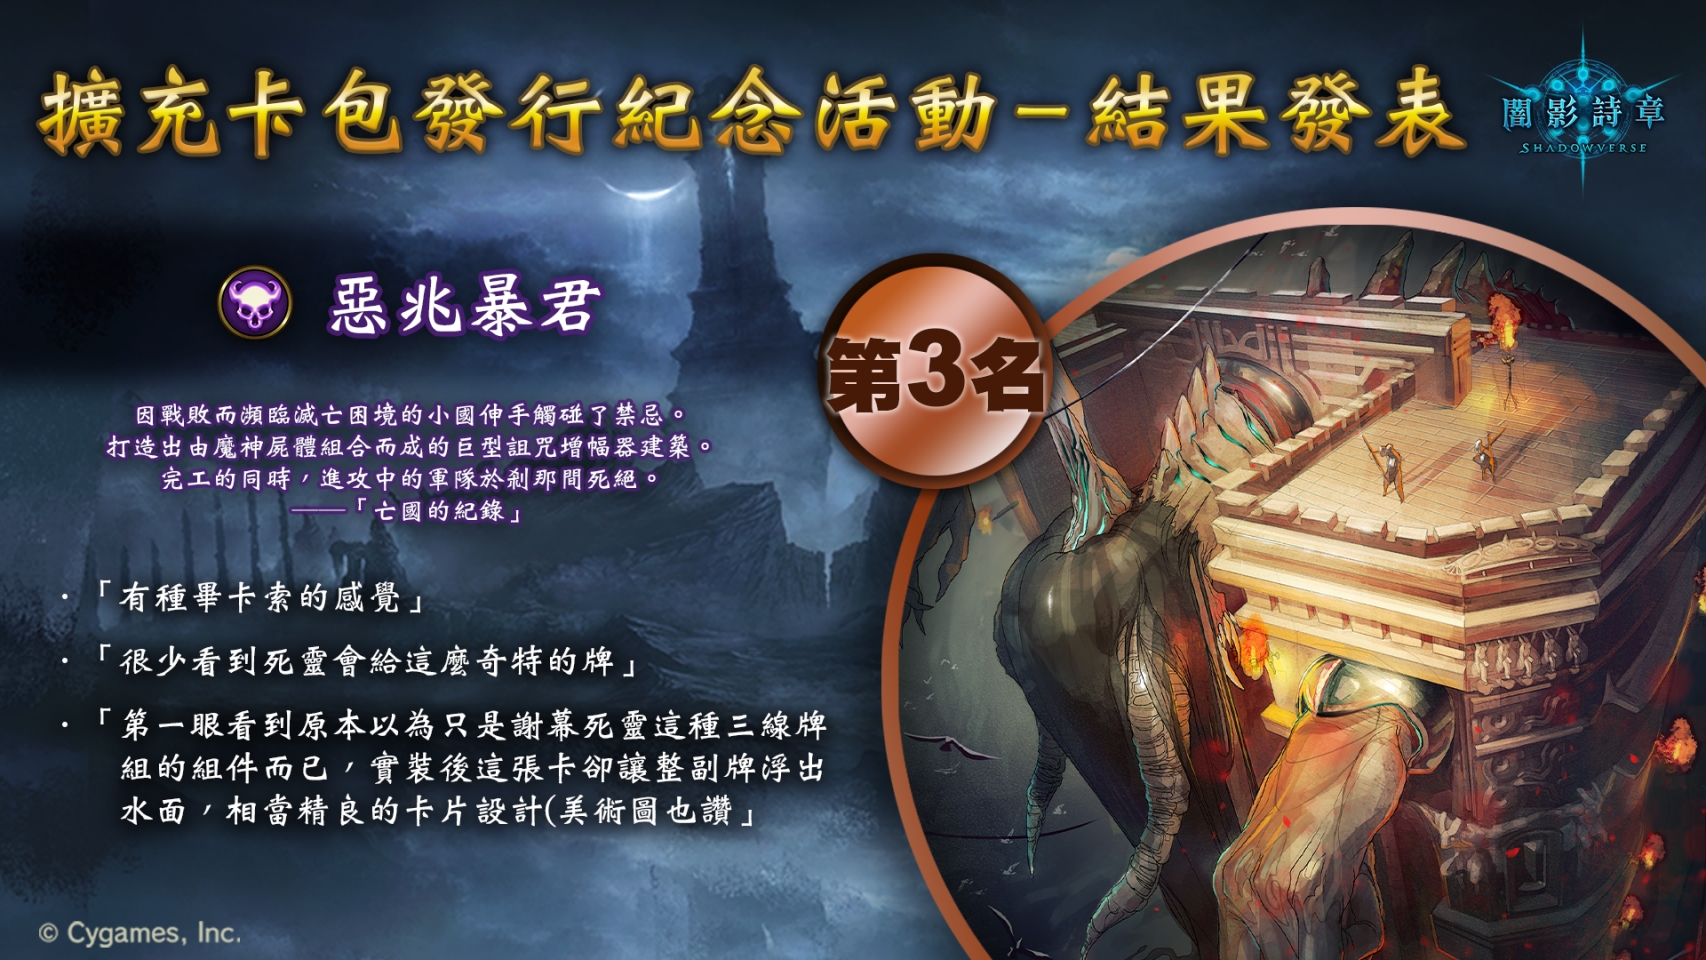 擴充卡包發行紀念活動－結果發表
闇影詩章
SHADOWVERSE
惡兆暴君
第3名
因戰敗而瀕臨滅亡困境的小國伸手觸碰了禁忌。
打造出由魔神屍體組合而成的巨型詛咒增幅器建築。
完工的同時，進攻中的軍隊於剎那間死絕。
——「亡國的紀錄」
·「有種畢卡索的感覺」
·「很少看到死靈會給這麼奇特的牌」
·「第一眼看到原本以為只是謝幕死靈這種三線牌
組的組件而已，實裝後這張卡卻讓整副牌浮出
水面，相當精良的卡片設計(美術圖也讚」
© Cygames, Inc.